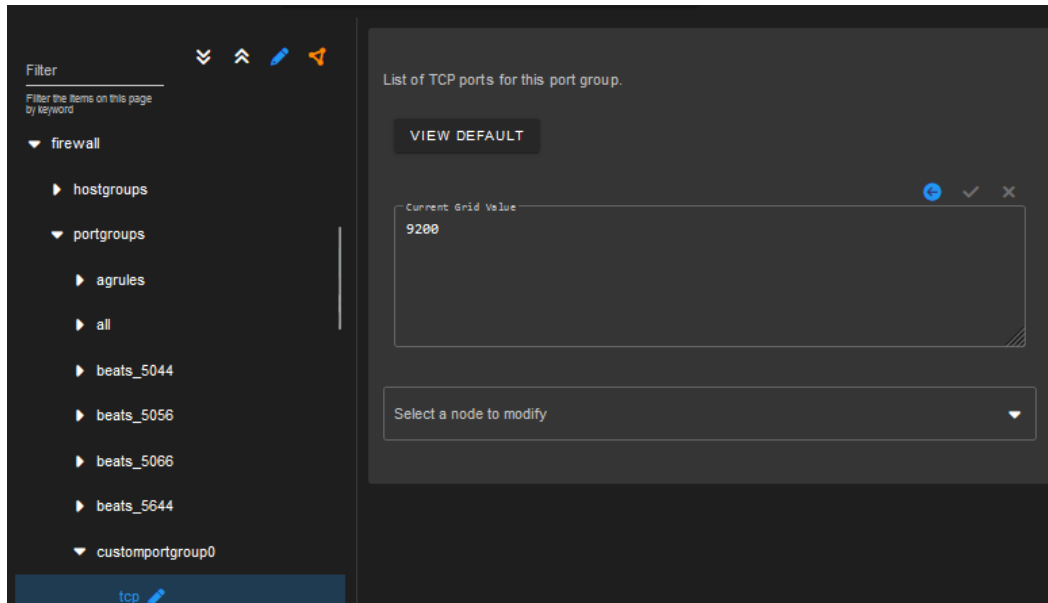 Filter
Filter the items on this page
by keyword
firewall
hostgroups
portgroups
agrules
all
beats_5044
beats_5056
beats_5066
beats_5644
customportgroup0
tcp
List of TCP ports for this port group.
VIEW DEFAULT
Current Grid Value
9200
Select a node to modify